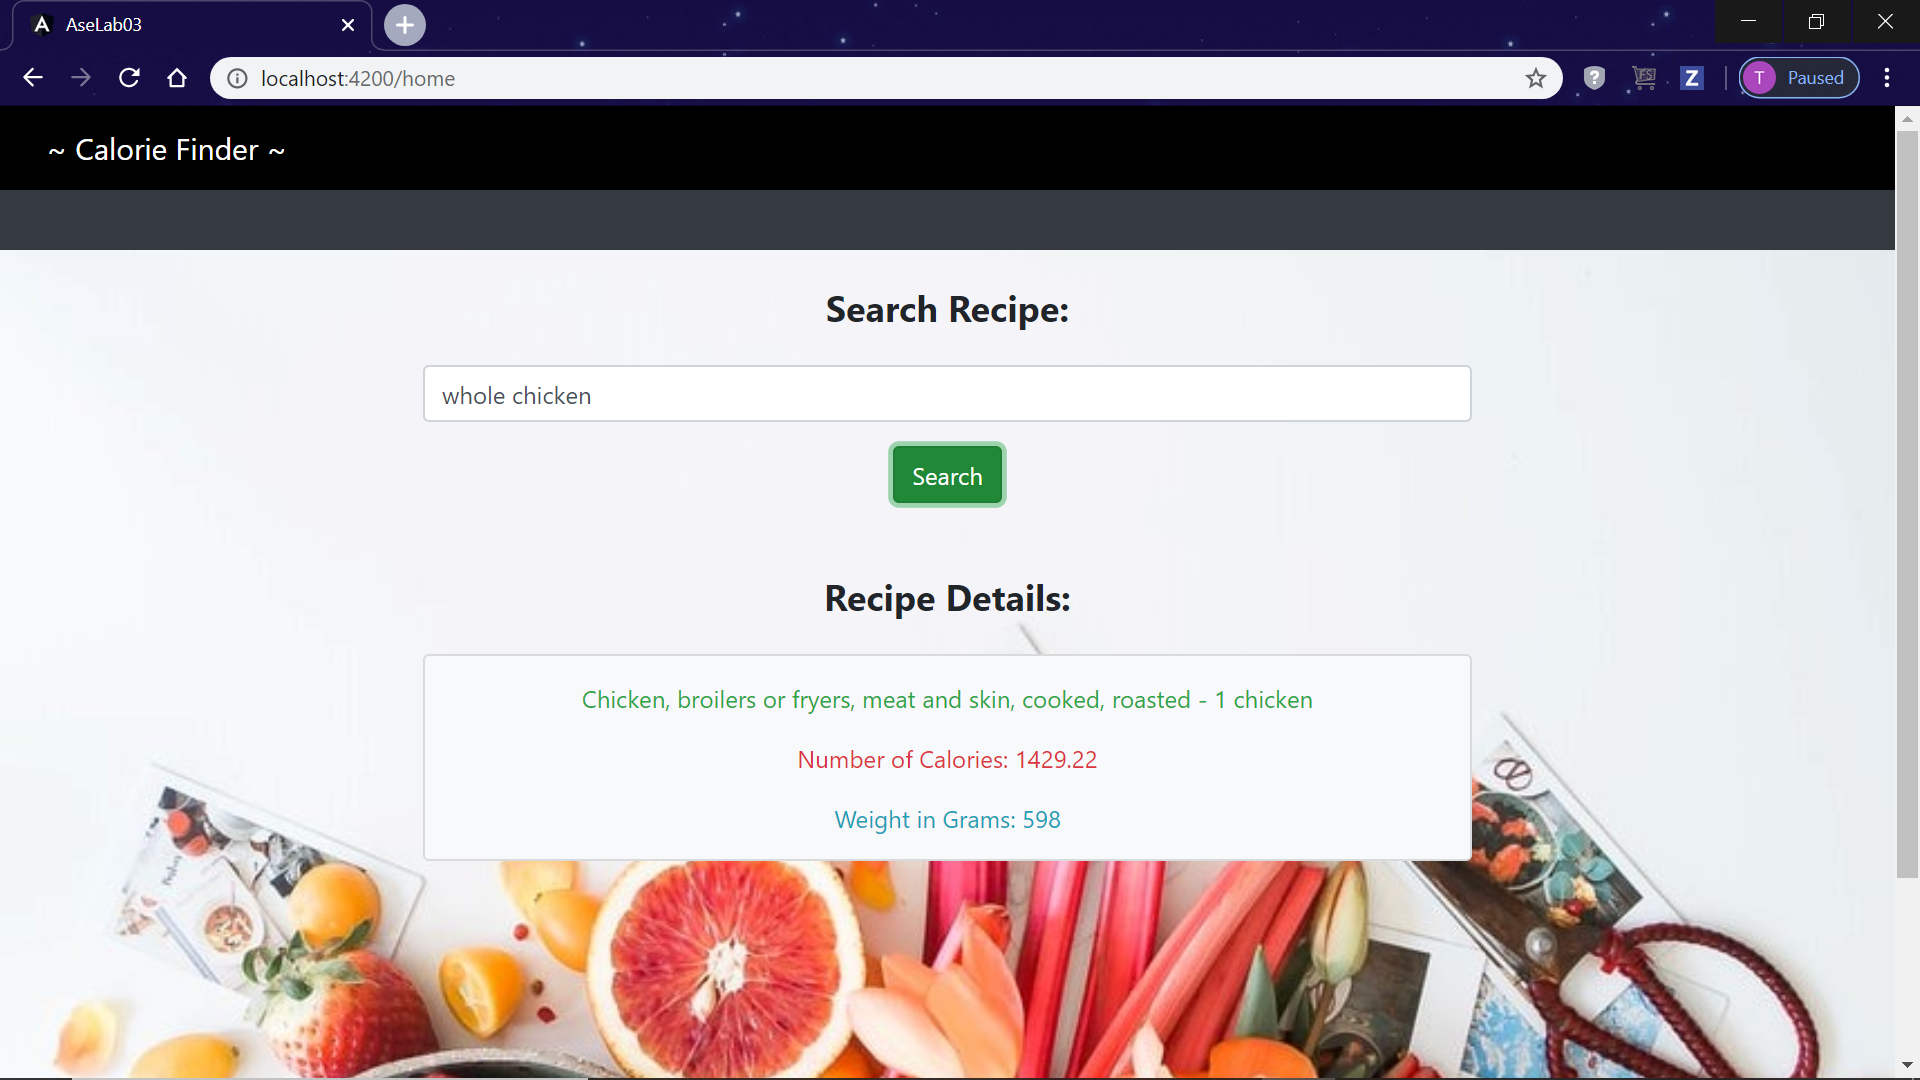 AseLab03
localhost:4200/home
T Paused
~ Calorie Finder ~
Search Recipe:
whole chicken
Search
Recipe Details:
Chicken, broilers or fryers, meat and skin, cooked, roasted - 1 chicken
Number of Calories: 1429.22
Weight in Grams: 598